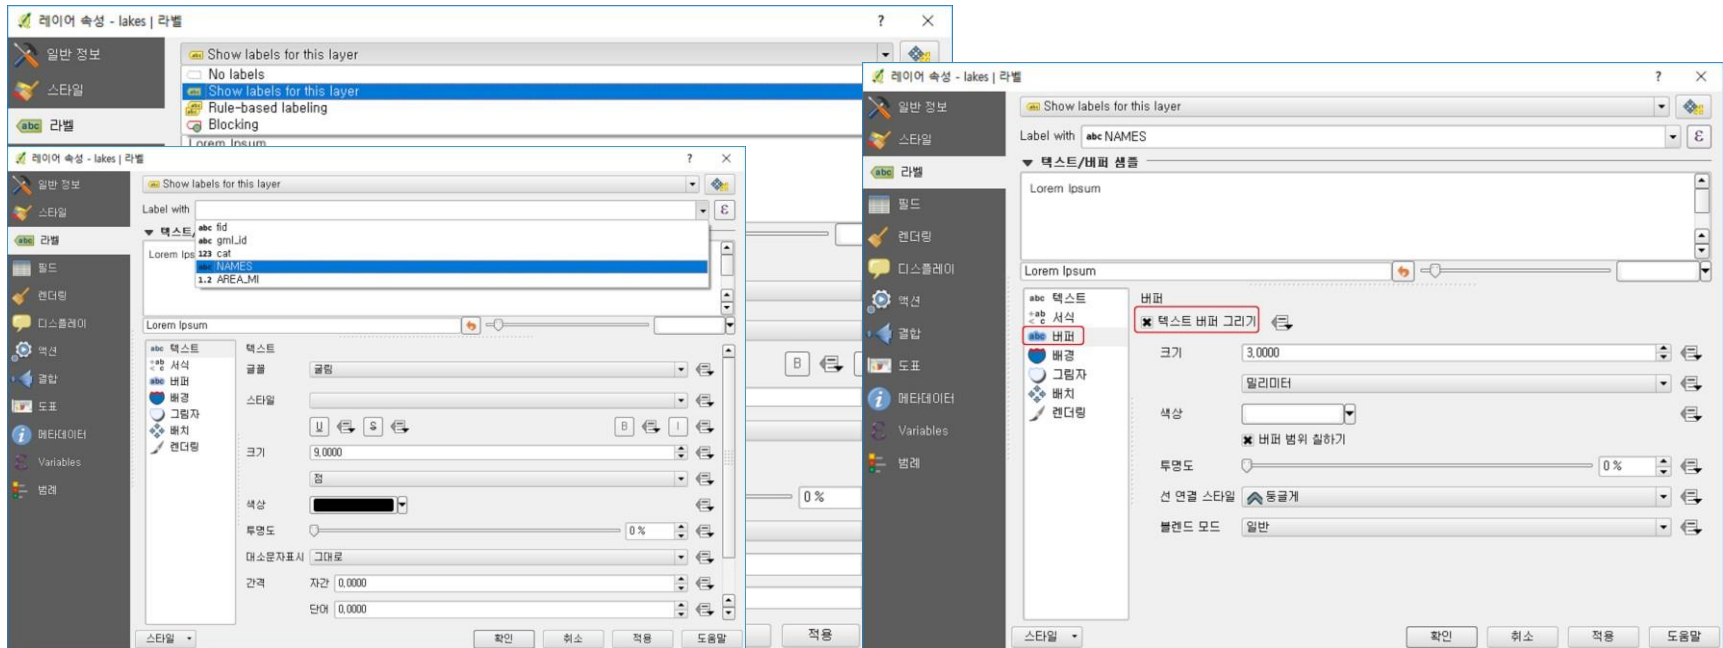 레이어 속성 - lakes | 라벨
?
일반 정보
스타일
라벨
Show labels for this layer
No labels
Show labels for this layer
Rule-based labeling
Blocking
Lorem Ipsum
레이어 속성 - lakes | 라벨
?
일반 정보
스타일
라벨
필드
렌더링
디스플레이
액션
결합
도표
메타데이터
Variables
범례
Show labels for this layer
Label with
ε
abc fid
abc gml_id
123 cat
abc NAMES
1.2 AREA_MI
Lorem Ipsum
abc 텍스트
서식
abc 버퍼
배경
그림자
배치
렌더링
텍스트
글꼴 굴림
스타일
U S B I
크기 9.0000
점
색상
투명도 0 %
대소문자표시 그대로
간격 자간 0.0000
단어 0.0000
스타일
확인 취소 적용 도움말
B
0 %
적용
레이어 속성 - lakes | 라벨
?
일반 정보
스타일
라벨
필드
렌더링
디스플레이
액션
결합
도표
메타데이터
Variables
범례
Show labels for this layer
Label with abc NAMES
ε
텍스트/버퍼 샘플
Lorem Ipsum
Lorem Ipsum
abc 텍스트
서식
abc 버퍼
배경
그림자
배치
렌더링
버퍼
텍스트 버퍼 그리기
크기 3.0000
밀리미터
색상
버퍼 범위 칠하기
투명도 0 %
선 연결 스타일 둥글게
블렌드 모드 일반
스타일
확인 취소 적용 도움말